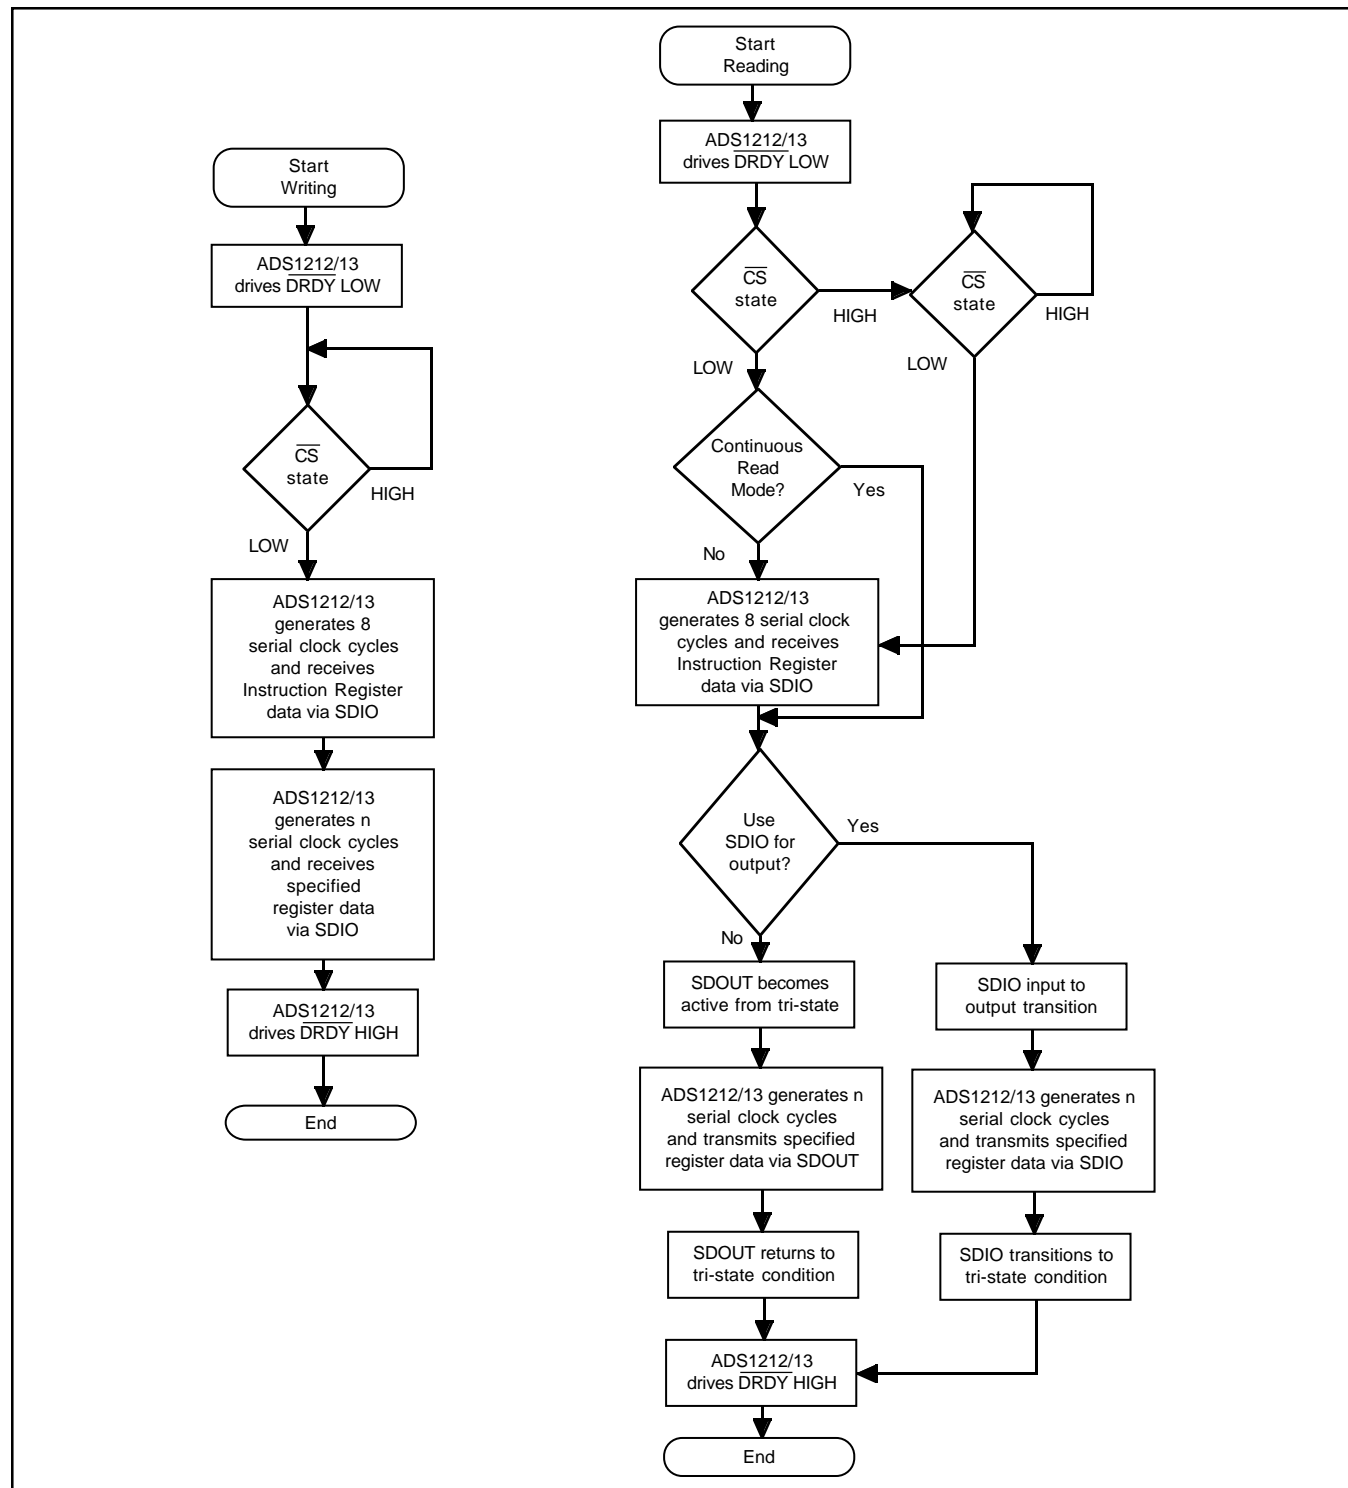 Start
Writing
ADS1212/13
drives DRDY LOW
CS
state
HIGH
LOW
ADS1212/13
generates 8
serial clock cycles
and receives
Instruction Register
data via SDIO
ADS1212/13
generates n
serial clock cycles
and receives
specified
register data
via SDIO
ADS1212/13
drives DRDY HIGH
End
Start
Reading
ADS1212/13
drives DRDY LOW
CS
state
HIGH
CS
state
HIGH
LOW
LOW
Continuous
Read
Mode?
Yes
No
ADS1212/13
generates 8 serial clock
cycles and receives
Instruction Register
data via SDIO
Use
SDIO for
output?
Yes
No
SDOUT becomes
active from tri-state
SDIO input to
output transition
ADS1212/13 generates n
serial clock cycles
and transmits specified
register data via SDOUT
ADS1212/13 generates n
serial clock cycles
and transmits specified
register data via SDIO
SDOUT returns to
tri-state condition
SDIO transitions to
tri-state condition
ADS1212/13
drives DRDY HIGH
End